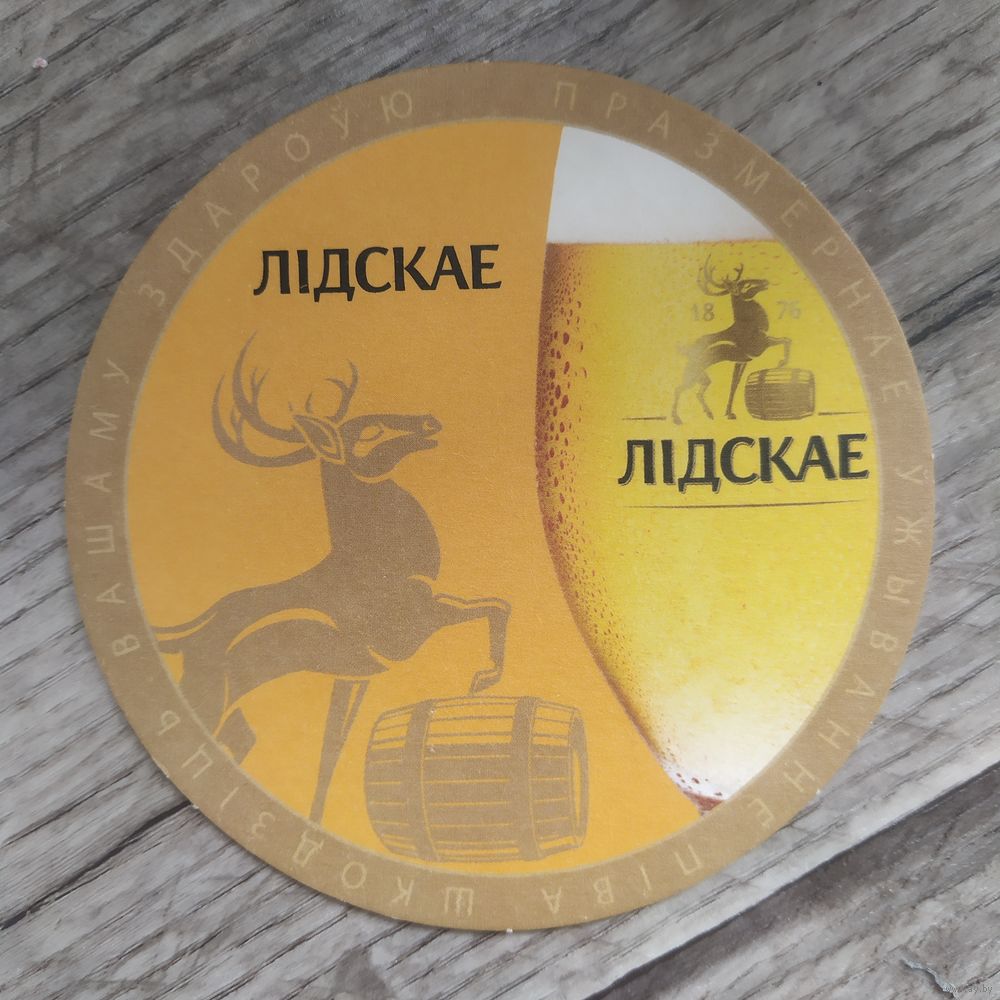 ЛІДСКАЕ
18 76
ЛІДСКАЕ
ПРАЗМЕРНАЕ УЖЫВАННЕ ПІВА ШКОДЗІЦЬ ВАШАМУ ЗДАРОЎЮ